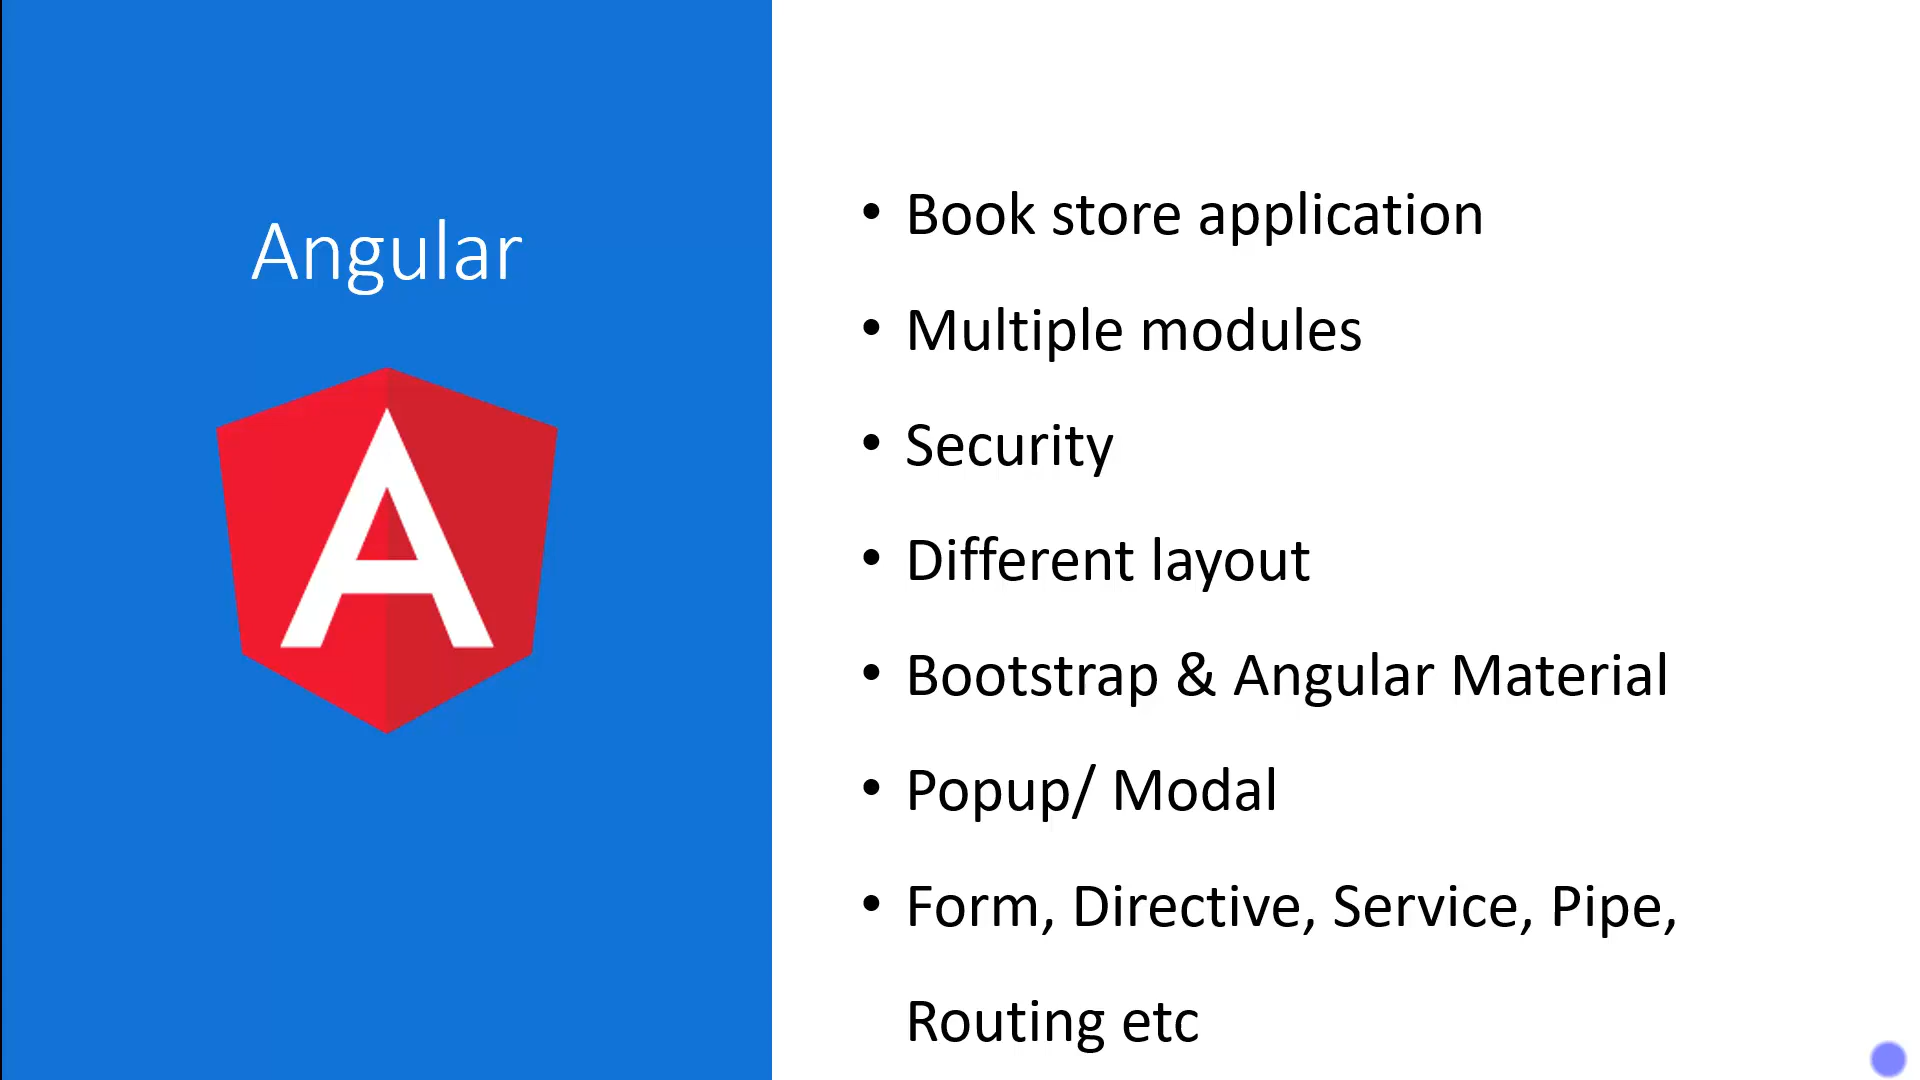 Angular
A
• Book store application
• Multiple modules
• Security
• Different layout
• Bootstrap & Angular Material
• Popup/ Modal
• Form, Directive, Service, Pipe,
Routing etc